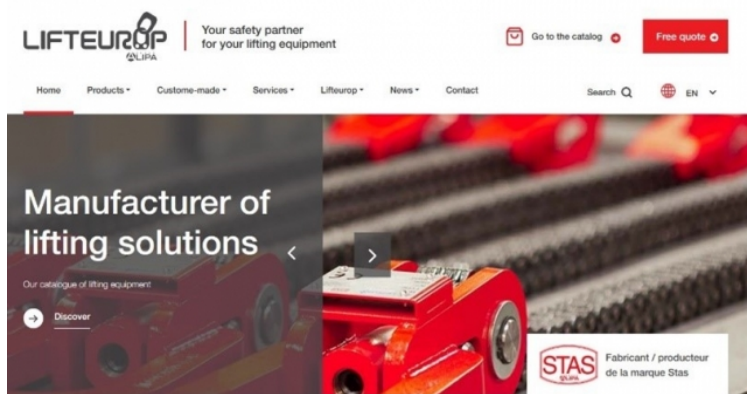 LIFTEUROP
LIPA
Your safety partner
for your lifting equipment
Go to the catalog
Free quote
Home
Products
Custome-made
Services
Lifteurop
News
Contact
Search
EN
Manufacturer of
lifting solutions
Our catalogue of lifting equipment
Discover
STAS
LIPA
Fabricant / producteur
de la marque Stas